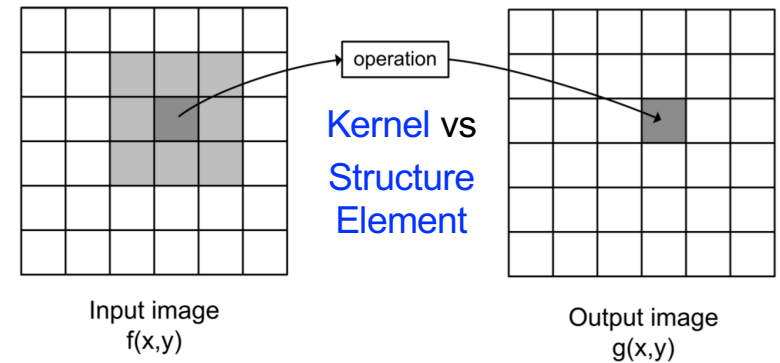 operation
Kernel vs
Structure
Element
Input image
f(x,y)
Output image
g(x,y)